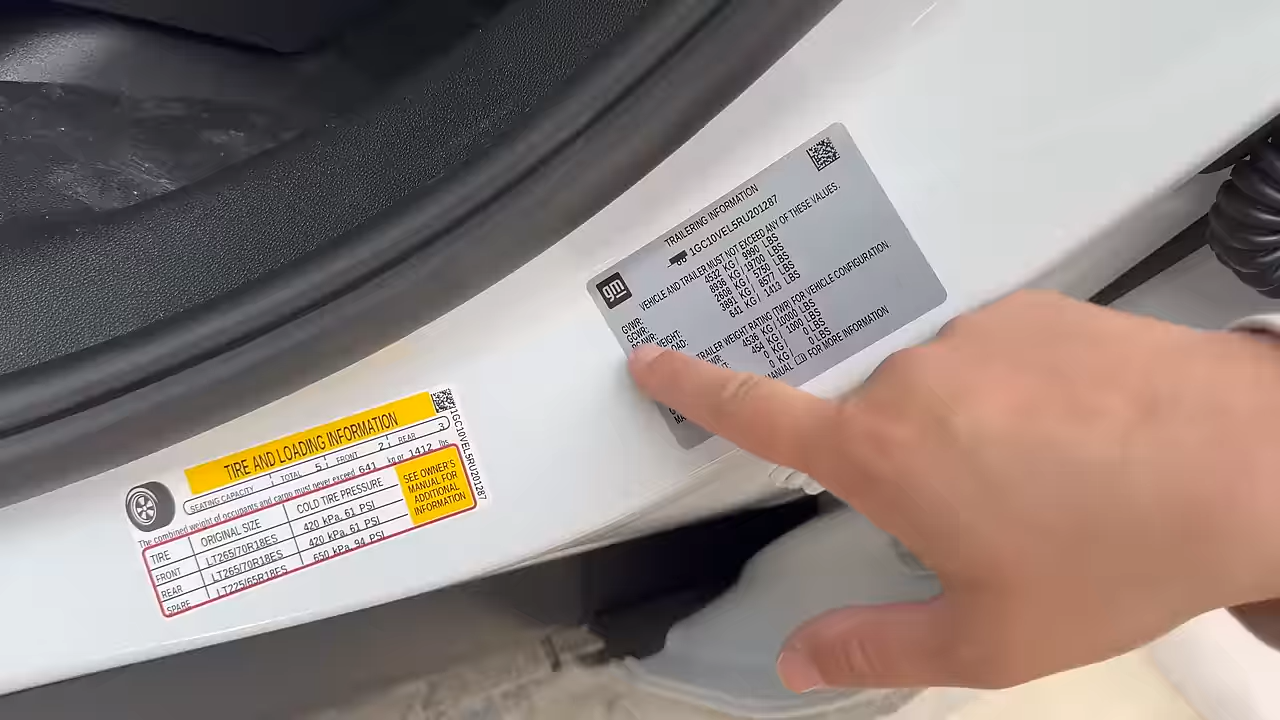 TRAILERING INFORMATION
1GC10VEL5RU201287
VEHICLE AND TRAILER MUST NOT EXCEED ANY OF THESE VALUES.
gm
GVWR: 4532 KG / 9990 LBS
GCWR: 8936 KG / 19700 LBS
KG / 5790 LBS
WEIGHT: 3891 KG / 8577 LBS
LOAD: 641 KG / 1413 LBS
TRAILER WEIGHT RATING (TWR) FOR VEHICLE CONFIGURATION.
4536 KG / 10000 LBS
454 KG / 1000 LBS
0 KG / 0 LBS
0 KG / 0 LBS
MANUAL FOR MORE INFORMATION
TIRE AND LOADING INFORMATION
1GC10VEL5RU201287
SEATING CAPACITY TOTAL 5 FRONT 2 REAR 3
The combined weight of occupants and cargo must never exceed 641 kg or 1412 lbs
TIRE ORIGINAL SIZE COLD TIRE PRESSURE
FRONT LT265/70R18ES 420 kPa, 61 PSI
REAR LT265/70R18ES 420 kPa, 61 PSI
SPARE LT225/65R18ES 650 kPa, 94 PSI
SEE OWNER'S
MANUAL FOR
ADDITIONAL
INFORMATION